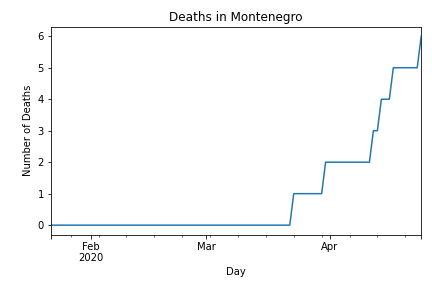 Deaths in Montenegro
6
5
4
3
2
1
0
Number of Deaths
Feb
2020
Mar
Apr
Day